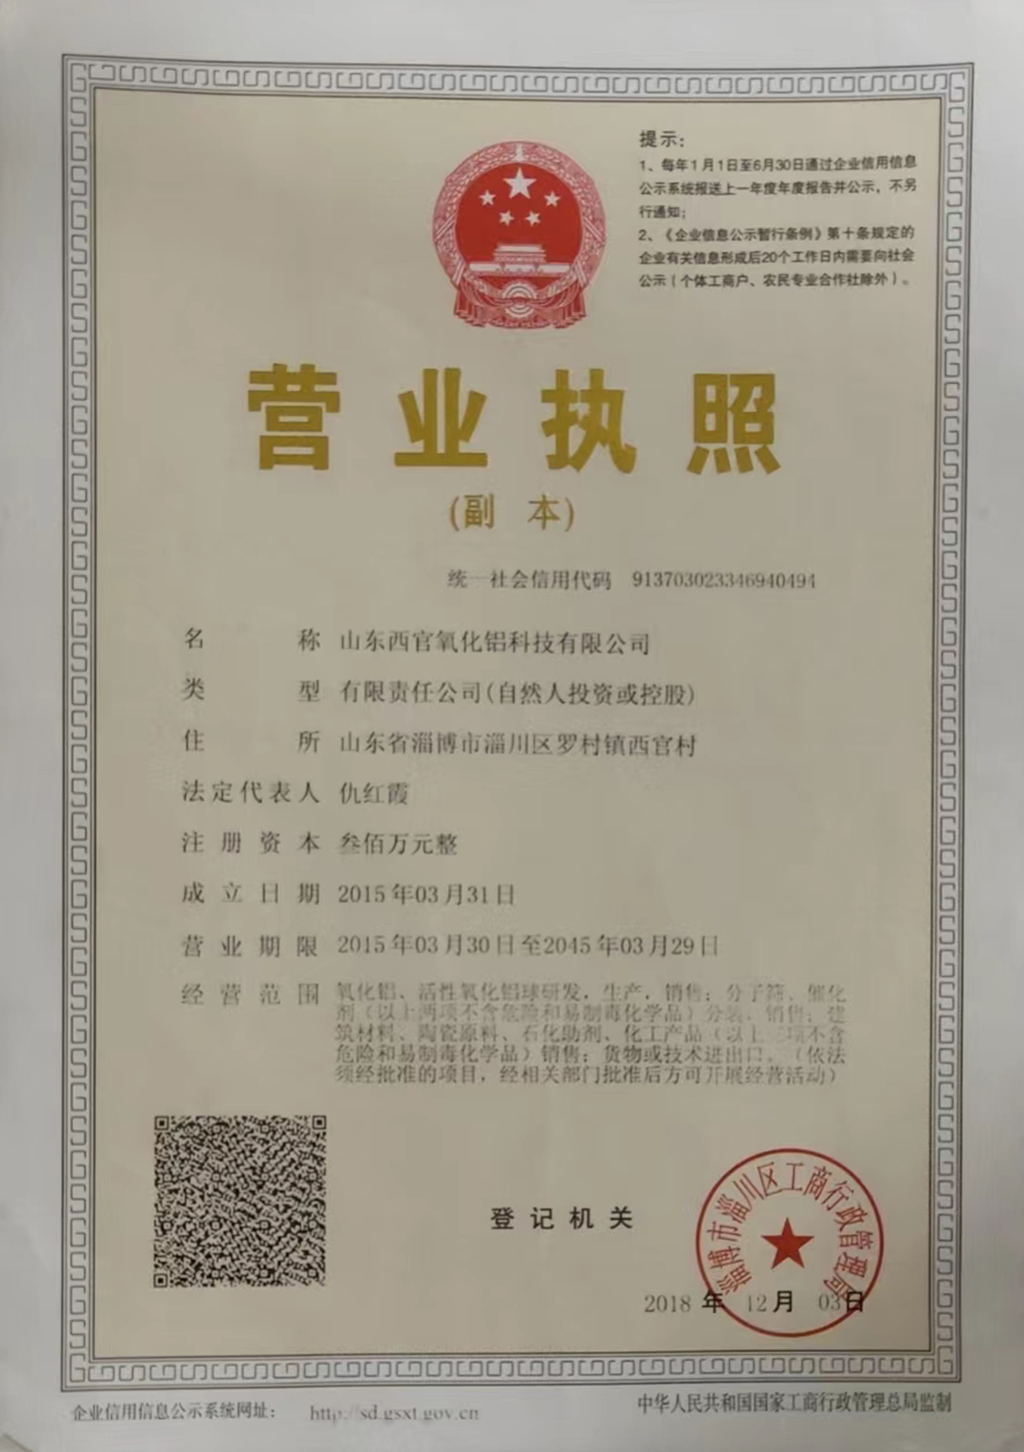 提示：
1、每年1月1日至6月30日通过企业信用信息
公示系统报送上一年度年度报告并公示，不另
行通知；
2、《企业信息公示暂行条例》第十条规定的
企业有关信息形成后20个工作日内需要向社会
公示（个体工商户、农民专业合作社除外）。
营业执照
(副 本)
统一社会信用代码 913703023346940494
名称 山东西官氧化铝科技有限公司
类型 有限责任公司(自然人投资或控股)
住所 山东省淄博市淄川区罗村镇西官村
法定代表人 仇红霞
注册资本 叁佰万元整
成立日期 2015年03月31日
营业期限 2015年03月30日至2045年03月29日
经营范围 氧化铝、活性氧化铝球研发，生产，销售；分子筛、催化
剂（以上两项不含危险和易制毒化学品）分装、销售；建
筑材料、陶瓷原料、石化助剂、化工产品（以上三项不含
危险和易制毒化学品）销售；货物或技术进出口。（依法
须经批准的项目，经相关部门批准后方可开展经营活动）
登记机关
淄博市淄川区工商行政管理局
2018年12月03日
企业信用信息公示系统网址： http://sd.gsxt.gov.cn
中华人民共和国国家工商行政管理总局监制